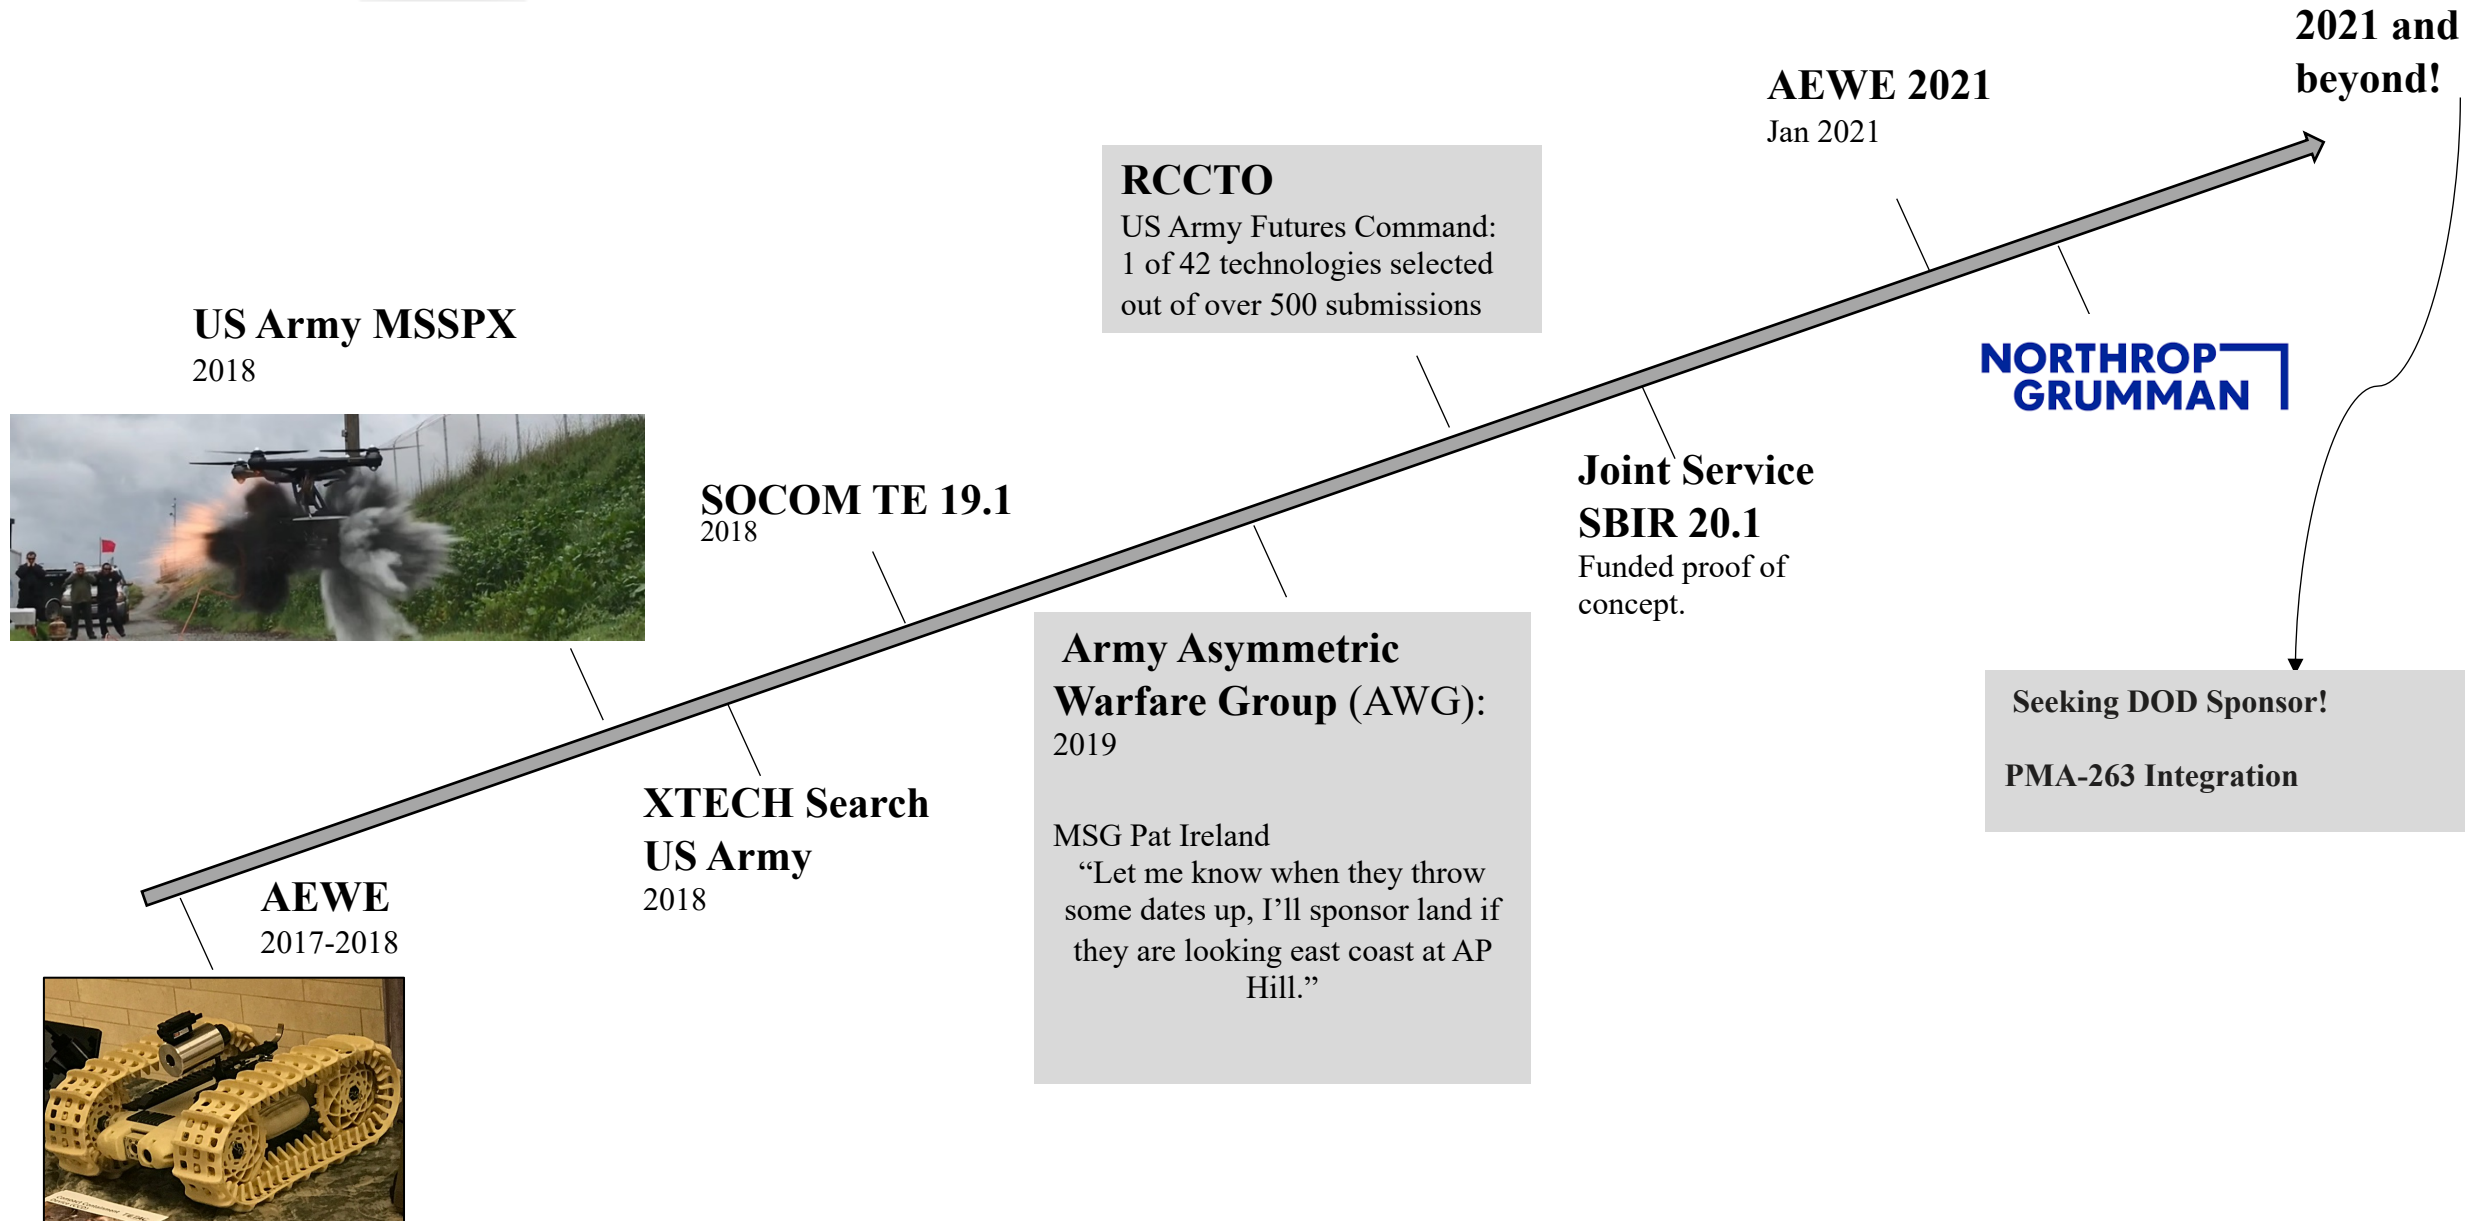 2021 and
beyond!
AEWE 2021
Jan 2021
RCCTO
US Army Futures Command:
1 of 42 technologies selected
out of over 500 submissions
US Army MSSPX
2018
NORTHROP
GRUMMAN
SOCOM TE 19.1
2018
Joint Service
SBIR 20.1
Funded proof of
concept.
Army Asymmetric
Warfare Group (AWG):
2019
MSG Pat Ireland
“Let me know when they throw
some dates up, I’ll sponsor land if
they are looking east coast at AP
Hill.”
Seeking DOD Sponsor!
PMA-263 Integration
XTECH Search
US Army
2018
AEWE
2017-2018